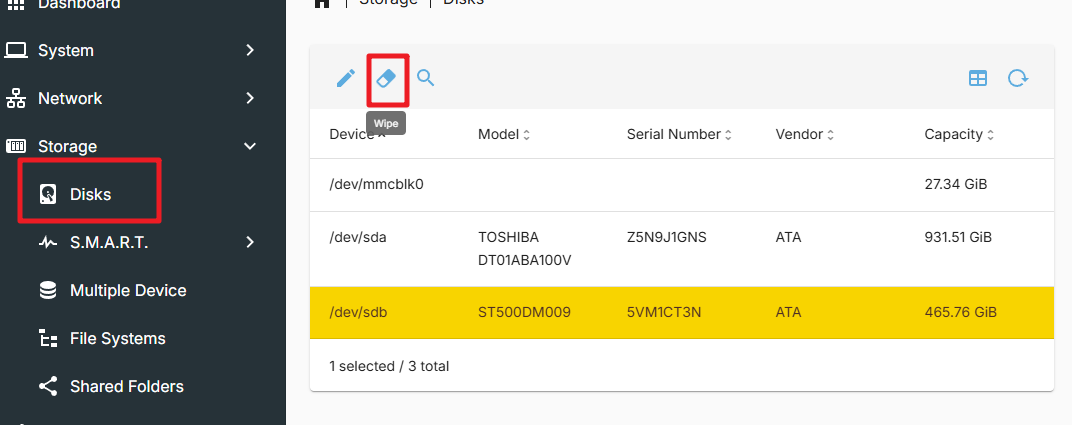 Dashboard
System
Network
Storage
Disks
S.M.A.R.T.
Multiple Device
File Systems
Shared Folders
| Storage | Disks
Wipe
Device Model Serial Number Vendor Capacity
/dev/mmcblk0 27.34 GiB
/dev/sda TOSHIBA Z5N9J1GNS ATA 931.51 GiB
DT01ABA100V
/dev/sdb ST500DM009 5VM1CT3N ATA 465.76 GiB
1 selected / 3 total